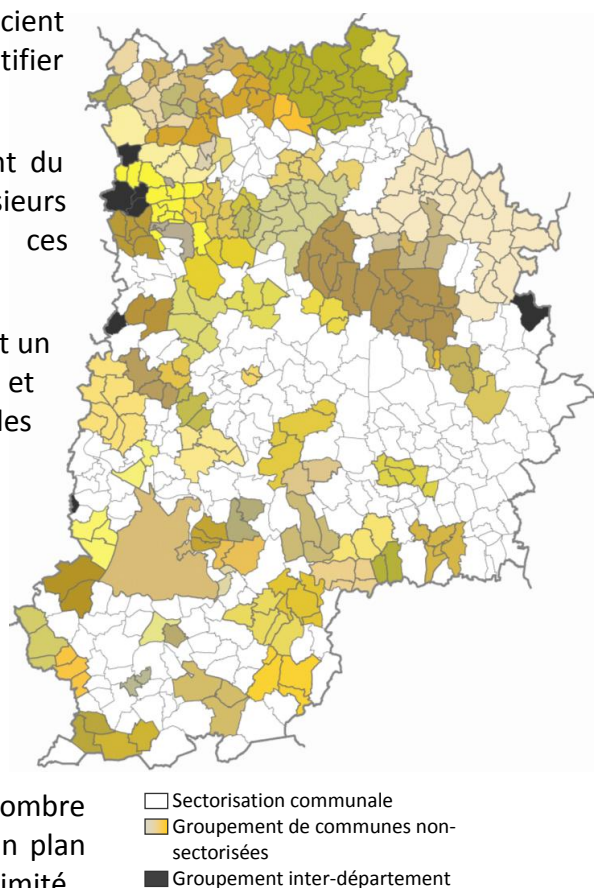 cient
tifier
nt du
sieurs
ces
t un
et
les
ombre
n plan
imité
Sectorisation communale
Groupement de communes non-
sectorisées
Groupement inter-département